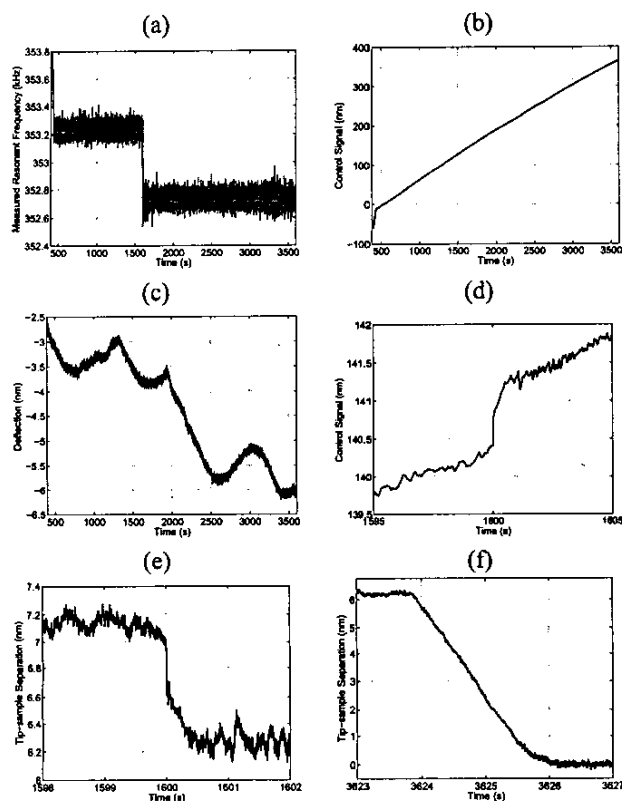 (a)
Measured Resonant Frequency (kHz)
353.8
353.6
353.4
353.2
353
352.8
352.6
352.4
500 1000 1500 2000 2500 3000 3500
Time (s)
(b)
Control Signal (nm)
400
300
200
100
0
-100
500 1000 1500 2000 2500 3000 3500
Time (s)
(c)
Deflection (nm)
-2.5
-3
-3.5
-4
-4.5
-5
-5.5
-6
-6.5
500 1000 1500 2000 2500 3000 3500
Time (s)
(d)
Control Signal (nm)
142
141.5
141
140.5
140
139.5
1595 1600 1605
Time (s)
(e)
Tip-sample Separation (nm)
7.4
7.2
7
6.8
6.6
6.4
6.2
6
1598 1599 1600 1601 1602
Time (s)
(f)
Tip-sample Separation (nm)
6
4
2
0
3623 3624 3625 3626 3627
Time (s)